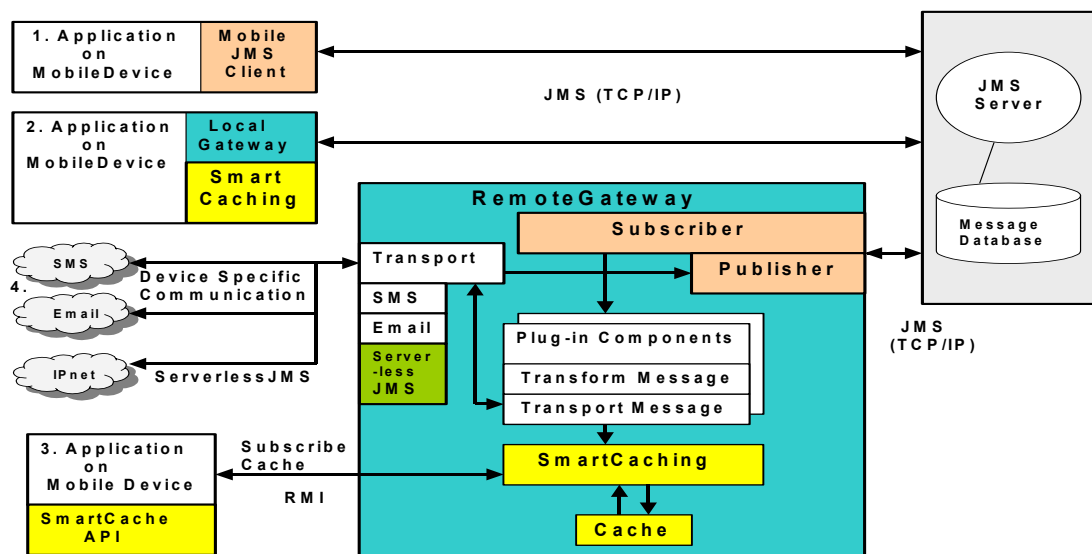 1. Application
on
MobileDevice
Mobile
JMS
Client
JMS (TCP/IP)
JMS
Server
2. Application
on
MobileDevice
Local
Gateway
Smart
Caching
Message
Database
RemoteGateway
Subscriber
Publisher
Transport
SMS
Email
Server
-less
JMS
Plug-in Components
Transform Message
Transport Message
SmartCaching
Cache
JMS
(TCP/IP)
4.
SMS
Email
IPnet
Device Specific
Communication
ServerlessJMS
3. Application
on
Mobile Device
SmartCache
API
Subscribe
Cache
RMI